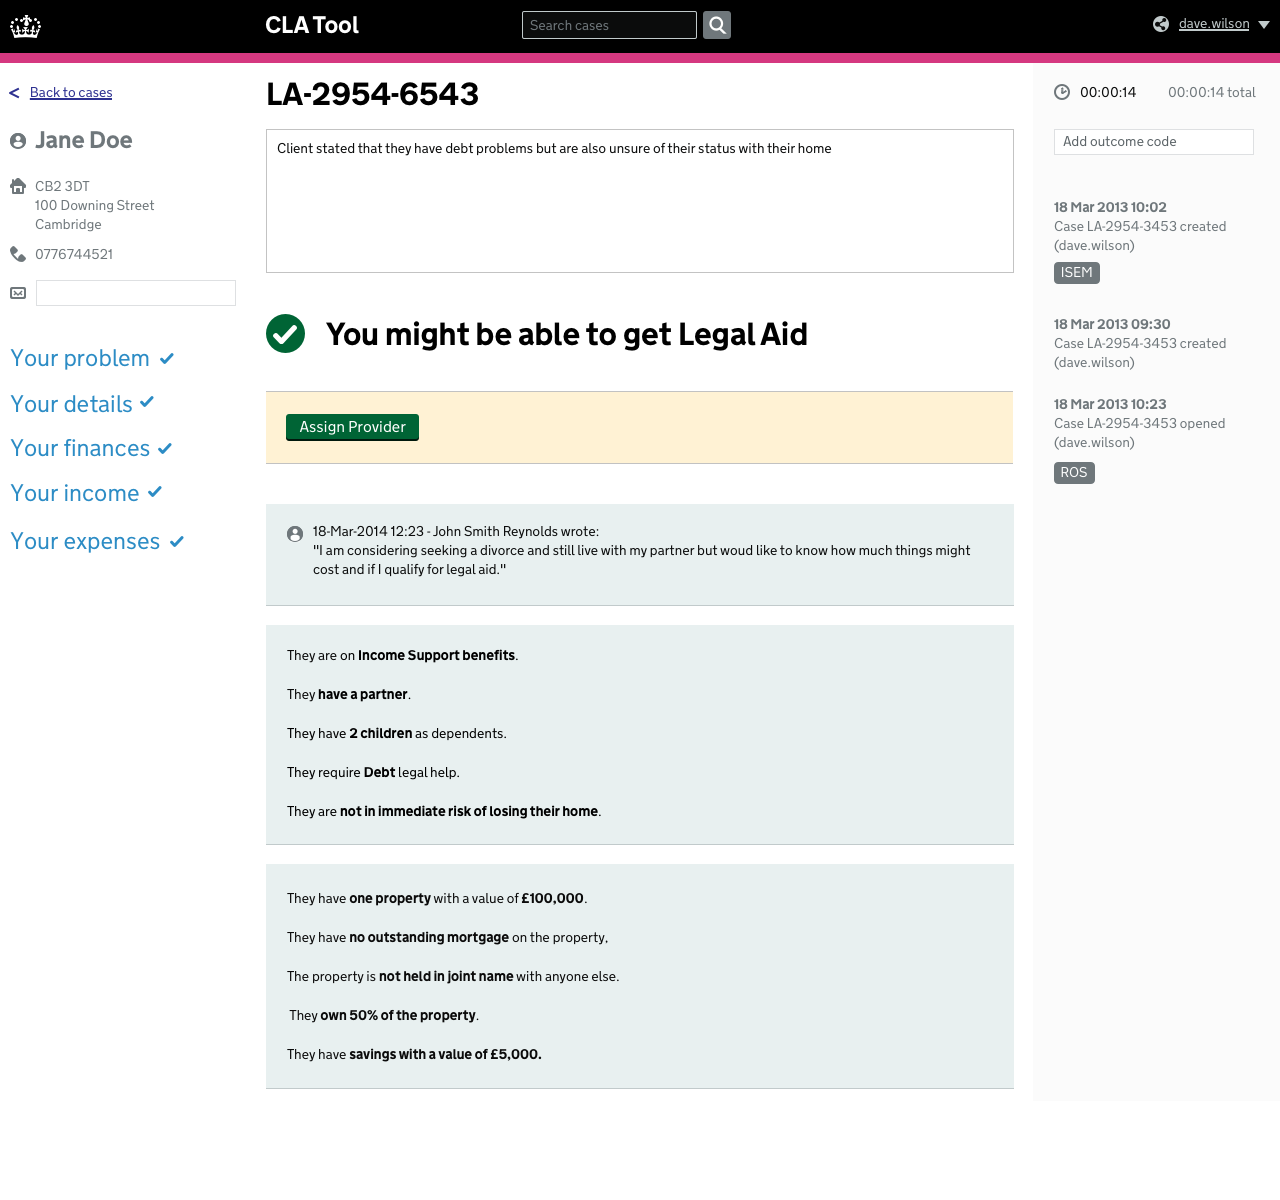 CLA Tool
Search cases
dave.wilson
< Back to cases
Jane Doe
CB2 3DT
100 Downing Street
Cambridge
0776744521
Your problem
Your details
Your finances
Your income
Your expenses
LA-2954-6543
Client stated that they have debt problems but are also unsure of their status with their home
You might be able to get Legal Aid
Assign Provider
18-Mar-2014 12:23 - John Smith Reynolds wrote:
"I am considering seeking a divorce and still live with my partner but woud like to know how much things might
cost and if I qualify for legal aid."
They are on Income Support benefits.
They have a partner.
They have 2 children as dependents.
They require Debt legal help.
They are not in immediate risk of losing their home.
They have one property with a value of £100,000.
They have no outstanding mortgage on the property,
The property is not held in joint name with anyone else.
They own 50% of the property.
They have savings with a value of £5,000.
00:00:14 00:00:14 total
Add outcome code
18 Mar 2013 10:02
Case LA-2954-3453 created
(dave.wilson)
ISEM
18 Mar 2013 09:30
Case LA-2954-3453 created
(dave.wilson)
18 Mar 2013 10:23
Case LA-2954-3453 opened
(dave.wilson)
ROS